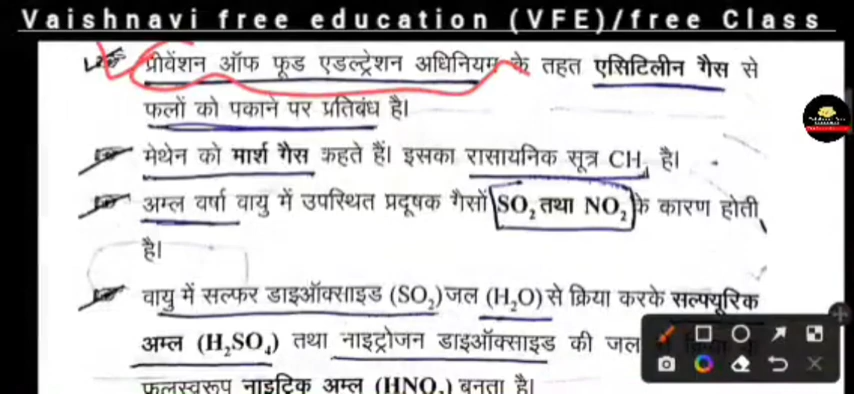 Vaishnavi free education (VFE)/free Class
प्रीवेंशन ऑफ फूड एडल्ट्रेशन अधिनियम के तहत एसिटिलीन गैस से
फलों को पकाने पर प्रतिबंध है।
मेथेन को मार्श गैस कहते हैं। इसका रासायनिक सूत्र CH₄ है।
अम्ल वर्षा वायु में उपस्थित प्रदूषक गैसों SO₂ तथा NO₂ के कारण होती
है।
वायु में सल्फर डाइऑक्साइड (SO₂) जल (H₂O) से क्रिया करके सल्फ्यूरिक
अम्ल (H₂SO₄) तथा नाइट्रोजन डाइऑक्साइड की जल
फलस्वरूप नाइट्रिक अम्ल (HNO₃) बनता है।